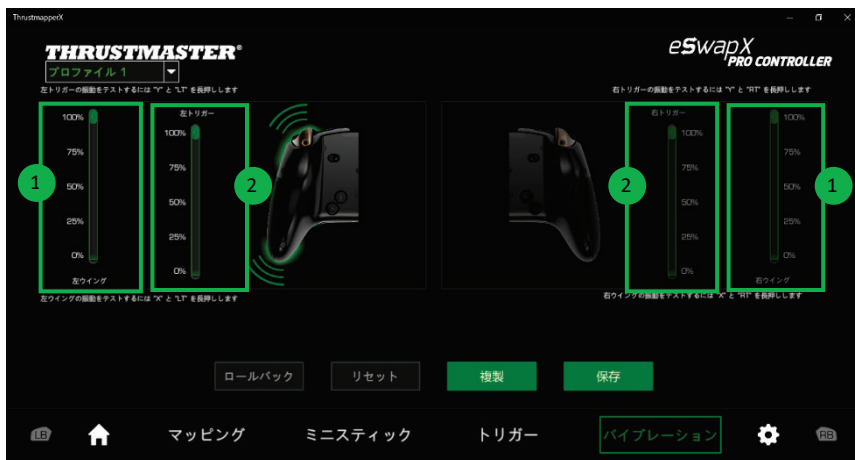 ThrustmapperX
THRUSTMASTER®
eSwapX
PRO CONTROLLER
プロファイル 1
左トリガーの振動をテストするには "Y" と "LT" を長押しします
右トリガーの振動をテストするには "Y" と "RT" を長押しします
100%
75%
50%
25%
0%
左ウイング
1
左トリガー
100%
75%
50%
25%
0%
2
右トリガー
100%
75%
50%
25%
0%
2
100%
75%
50%
25%
0%
右ウイング
1
左ウイングの振動をテストするには "X" と "LT" を長押しします
右ウイングの振動をテストするには "X" と "RT" を長押しします
ロールバック
リセット
複製
保存
LB
マッピング
ミニスティック
トリガー
バイブレーション
RB